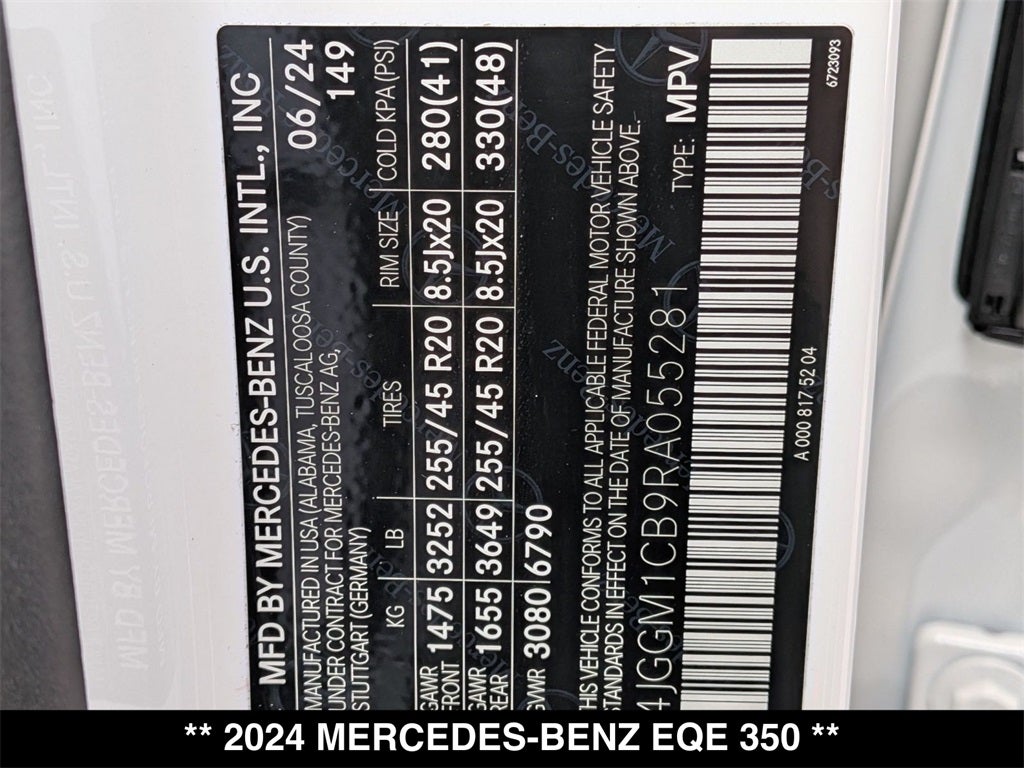 MFD BY MERCEDES-BENZ U.S. INTL., INC
06/24
MANUFACTURED IN USA (ALABAMA, TUSCALOOSA COUNTY)
149
UNDER CONTRACT FOR MERCEDES-BENZ AG,
STUTTGART (GERMANY)
KG LB TIRES RIM SIZE COLD KPA(PSI)
GAWR FRONT 1475 3252 255/45 R20 8.5Jx20 280(41)
GAWR REAR 1655 3649 255/45 R20 8.5Jx20 330(48)
GVWR 3080 6790
THIS VEHICLE CONFORMS TO ALL APPLICABLE FEDERAL MOTOR VEHICLE SAFETY
STANDARDS IN EFFECT ON THE DATE OF MANUFACTURE SHOWN ABOVE.
4JGGM1CB9RA055281 TYPE: MPV
A 000 817 52 04
6723093
** 2024 MERCEDES-BENZ EQE 350 **